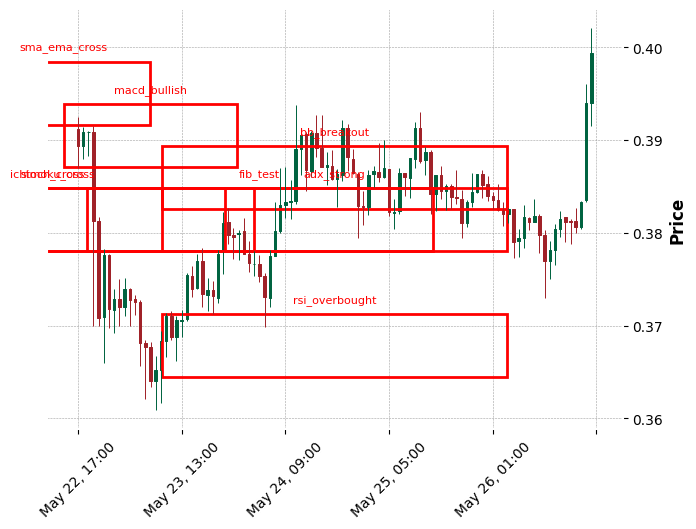 sma_ema_cross
0.40
macd_bullish
bb_breakout
0.39
fib_test
adx_strong
0.38
rsi_overbought
0.37
0.36
Price
May 22, 17:00
May 23, 13:00
May 24, 09:00
May 25, 05:00
May 26, 01:00